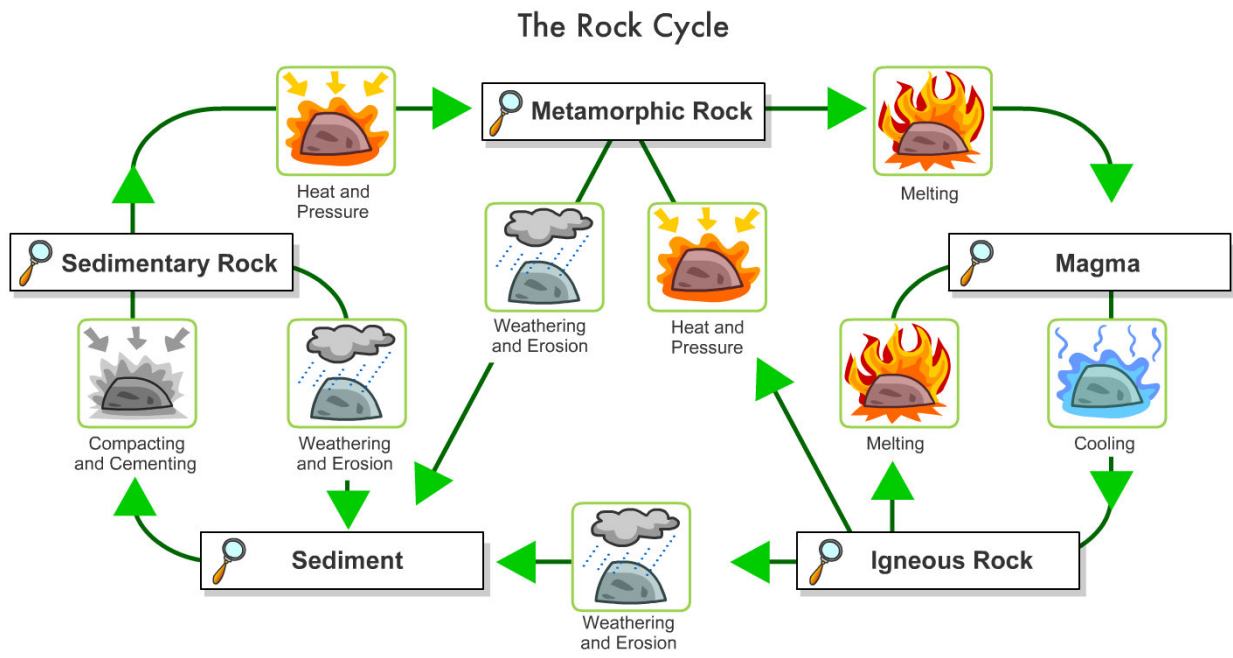 The Rock Cycle
Metamorphic Rock
Heat and
Pressure
Melting
Sedimentary Rock
Magma
Weathering
and Erosion
Heat and
Pressure
Compacting
and Cementing
Weathering
and Erosion
Melting
Cooling
Sediment
Igneous Rock
Weathering
and Erosion